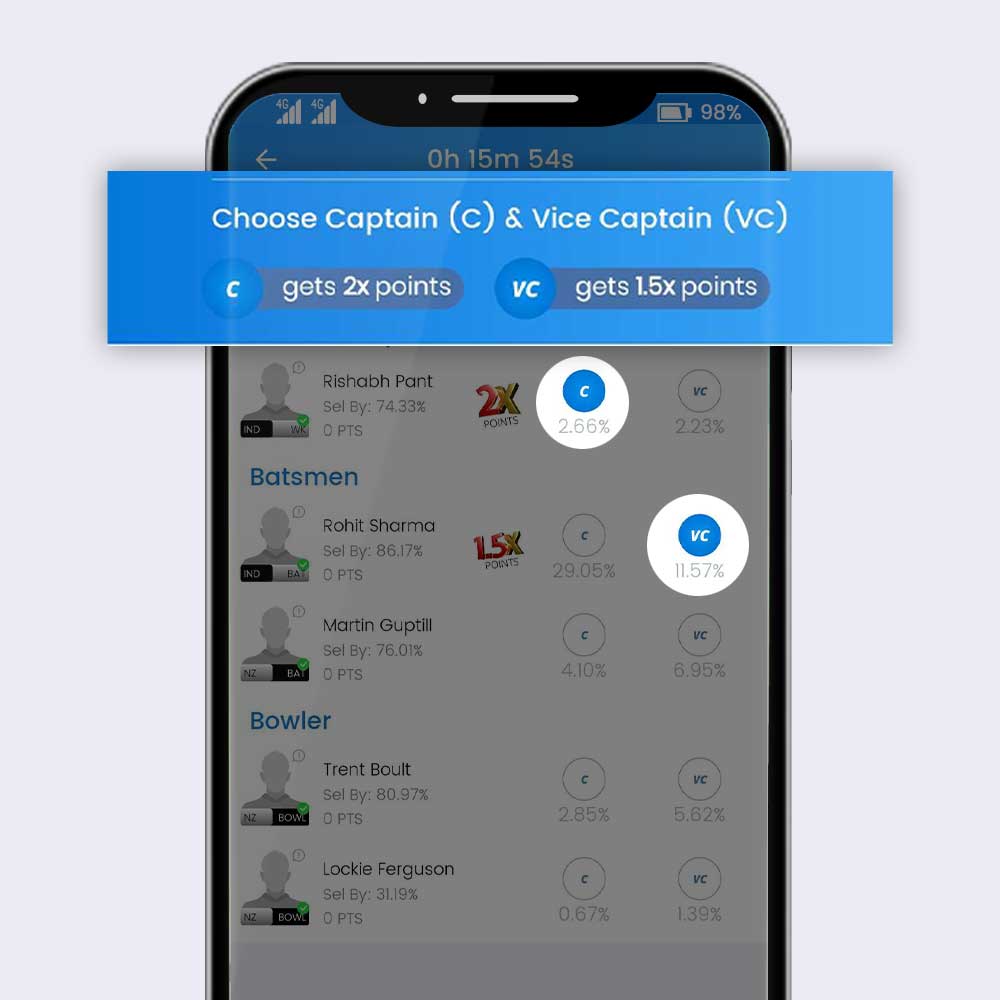 4G 4G 98%
0h 15m 54s
Choose Captain (C) & Vice Captain (VC)
C gets 2x points VC gets 1.5x points
Rishabh Pant
Sel By: 74.33%
0 PTS
IND WK
2X
POINTS
C
2.66%
VC
2.23%
Batsmen
Rohit Sharma
Sel By: 86.17%
0 PTS
IND BAT
1.5X
POINTS
C
29.05%
VC
11.57%
Martin Guptill
Sel By: 76.01%
0 PTS
NZ BAT
C
4.10%
VC
6.95%
Bowler
Trent Boult
Sel By: 80.97%
0 PTS
NZ BOWL
C
2.85%
VC
5.62%
Lockie Ferguson
Sel By: 31.19%
0 PTS
NZ BOWL
C
0.67%
VC
1.39%